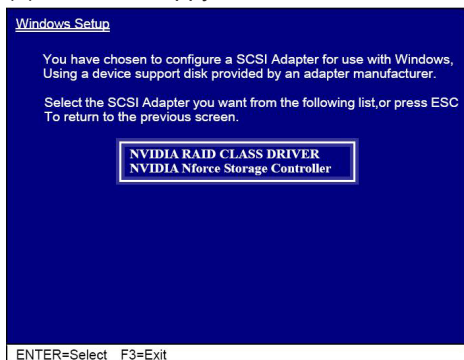 Windows Setup
You have chosen to configure a SCSI Adapter for use with Windows,
Using a device support disk provided by an adapter manufacturer.
Select the SCSI Adapter you want from the following list,or press ESC
To return to the previous screen.
NVIDIA RAID CLASS DRIVER
NVIDIA Nforce Storage Controller
ENTER=Select F3=Exit